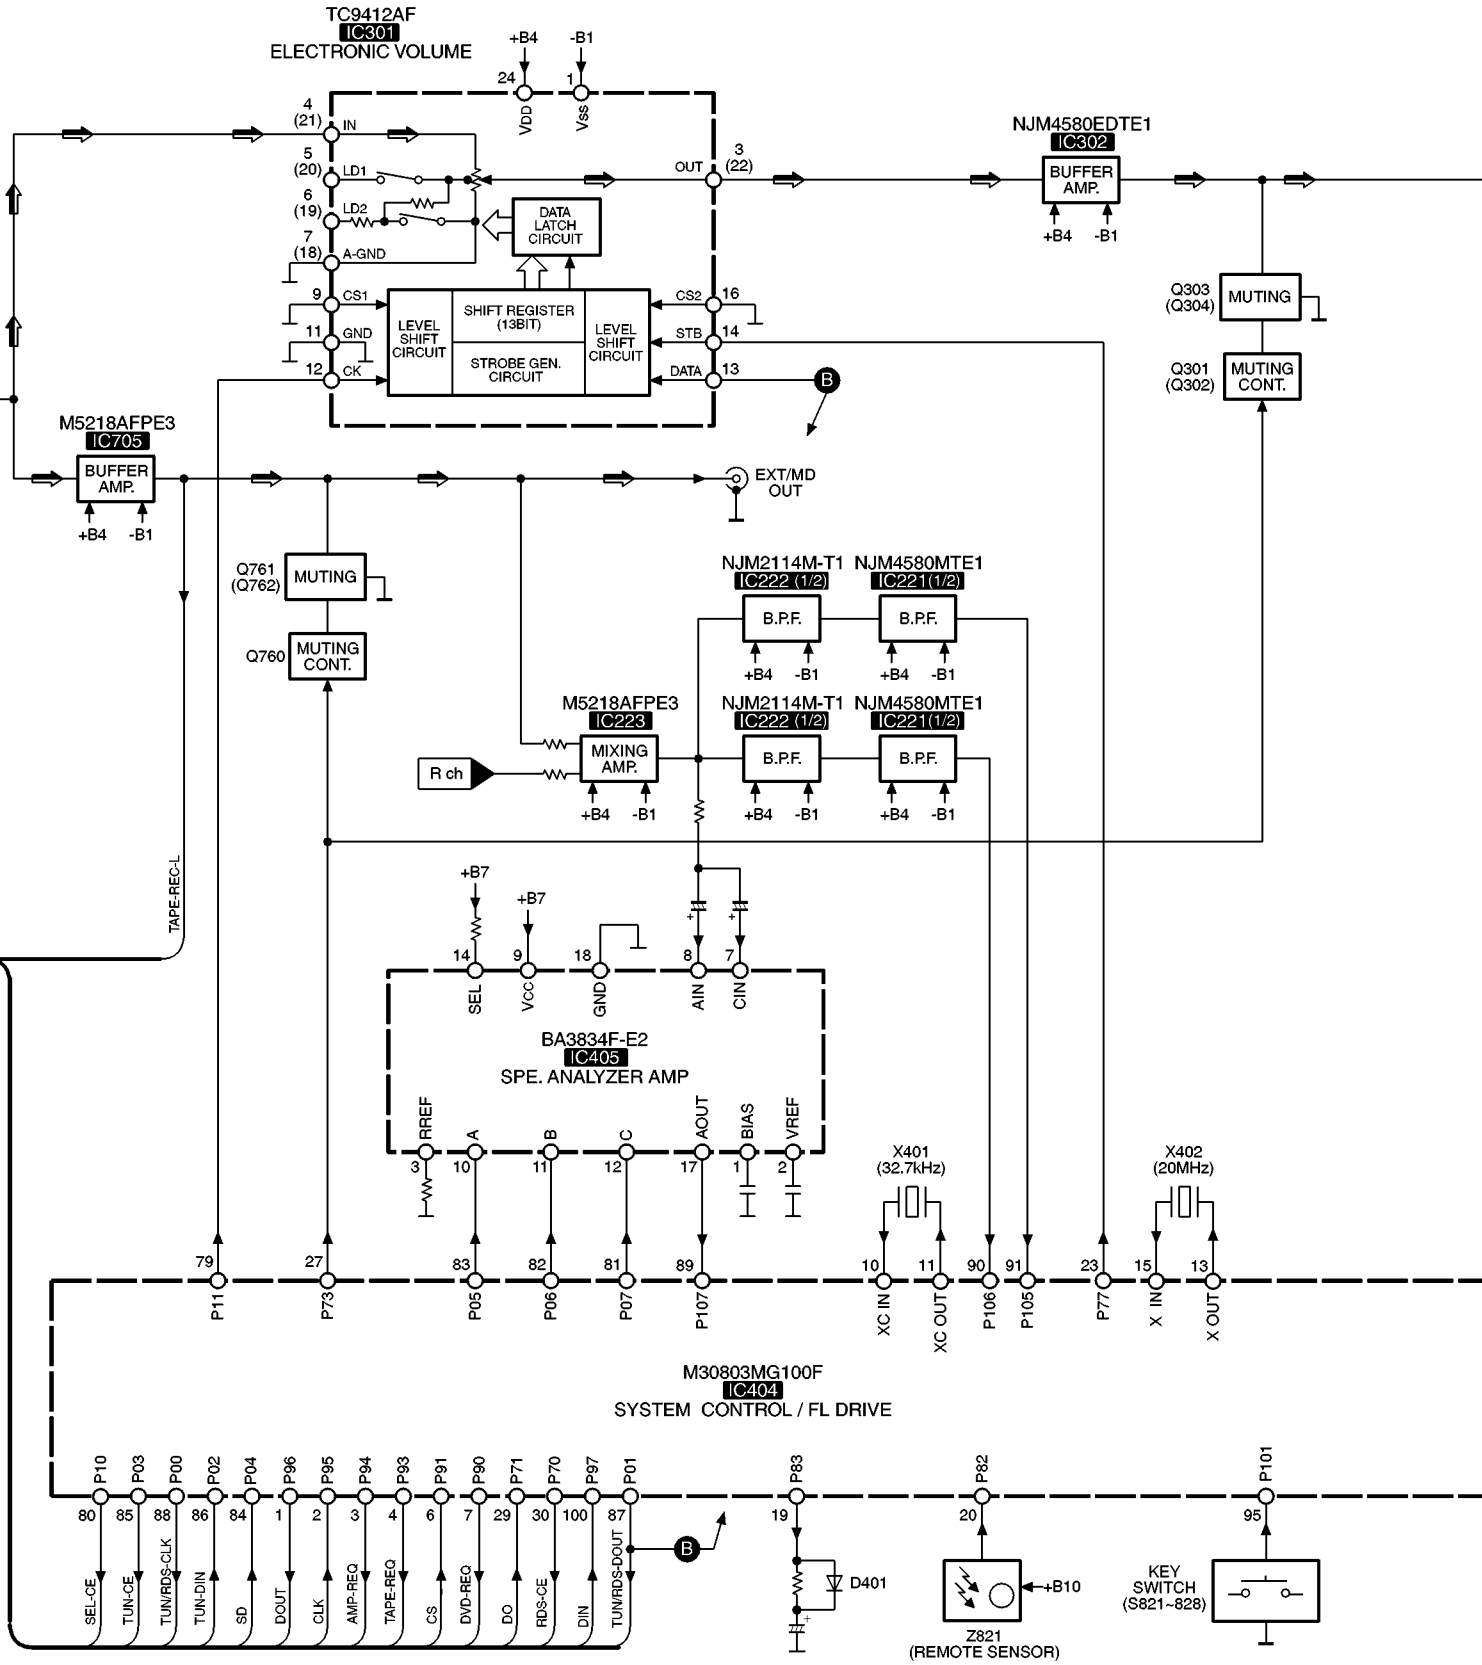 TC9412AF
IC301
ELECTRONIC VOLUME
+B4
-B1
24
1
VDD
Vss
4
(21)
IN
5
(20)
LD1
6
(19)
LD2
7
(18)
A-GND
9
CS1
11
GND
12
CK
DATA
LATCH
CIRCUIT
LEVEL
SHIFT
CIRCUIT
SHIFT REGISTER
(13BIT)
STROBE GEN.
CIRCUIT
LEVEL
SHIFT
CIRCUIT
OUT
3
(22)
CS2
16
STB
14
DATA
13
B
NJM4580EDTE1
IC302
BUFFER
AMP.
+B4
-B1
Q303
(Q304)
MUTING
Q301
(Q302)
MUTING
CONT.
M5218AFPE3
IC705
BUFFER
AMP.
+B4
-B1
EXT/MD
OUT
Q761
(Q762)
MUTING
Q760
MUTING
CONT.
NJM2114M-T1
IC222 (1/2)
B.P.F.
+B4
-B1
NJM4580MTE1
IC221(1/2)
B.P.F.
+B4
-B1
M5218AFPE3
IC223
MIXING
AMP.
+B4
-B1
R ch
NJM2114M-T1
IC222 (1/2)
B.P.F.
+B4
-B1
NJM4580MTE1
IC221(1/2)
B.P.F.
+B4
-B1
TAPE-REC-L
+B7
+B7
+
+
14
9
18
8
7
SEL
VCC
GND
AIN
CIN
BA3834F-E2
IC405
SPE. ANALYZER AMP
RREF
A
B
C
AOUT
BIAS
VREF
3
10
11
12
17
1
2
X401
(32.7kHz)
X402
(20MHz)
79
27
83
82
81
89
10
11
90
91
23
15
13
P11
P73
P05
P06
P07
P107
XC IN
XC OUT
P106
P105
P77
X IN
X OUT
M30803MG100F
IC404
SYSTEM CONTROL / FL DRIVE
P10
P03
P00
P02
P04
P96
P95
P94
P93
P91
P90
P71
P70
P97
P01
P83
P82
P101
80
85
88
86
84
1
2
3
4
6
7
29
30
100
87
19
20
95
SEL-CE
TUN-CE
TUN/RDS-CLK
TUN-DIN
SD
DOUT
CLK
AMP-REQ
TAPE-REQ
CS
DVD-REQ
DO
RDS-CE
DIN
TUN/RDS-DOUT
B
D401
+
+B10
Z821
(REMOTE SENSOR)
KEY
SWITCH
(S821~828)